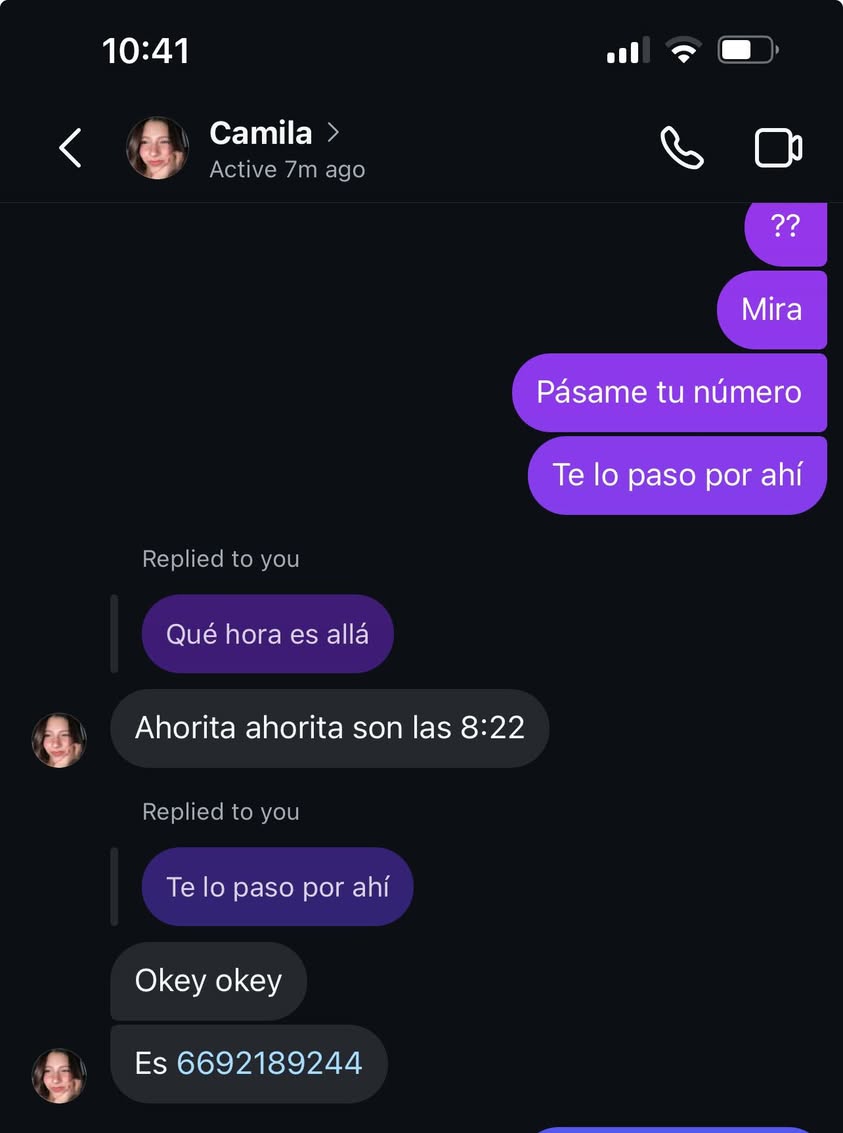 10:41
Camila
Active 7m ago
??
Mira
Pásame tu número
Te lo paso por ahí
Replied to you
Qué hora es allá
Ahorita ahorita son las 8:22
Replied to you
Te lo paso por ahí
Okey okey
Es 6692189244